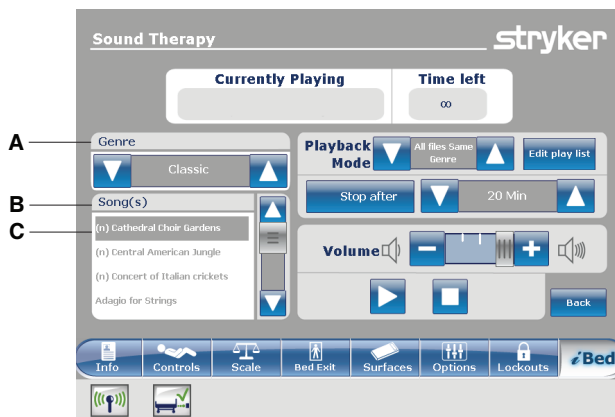 Sound Therapy
stryker
Currently Playing
Time left
∞
A
Genre
Classic
Playback Mode
All files Same Genre
Edit play list
Stop after
20 Min
B
Song(s)
C
(n) Cathedral Choir Gardens
(n) Central American Jungle
(n) Concert of Italian crickets
Adagio for Strings
Volume
Back
Info
Controls
Scale
Bed Exit
Surfaces
Options
Lockouts
iBed